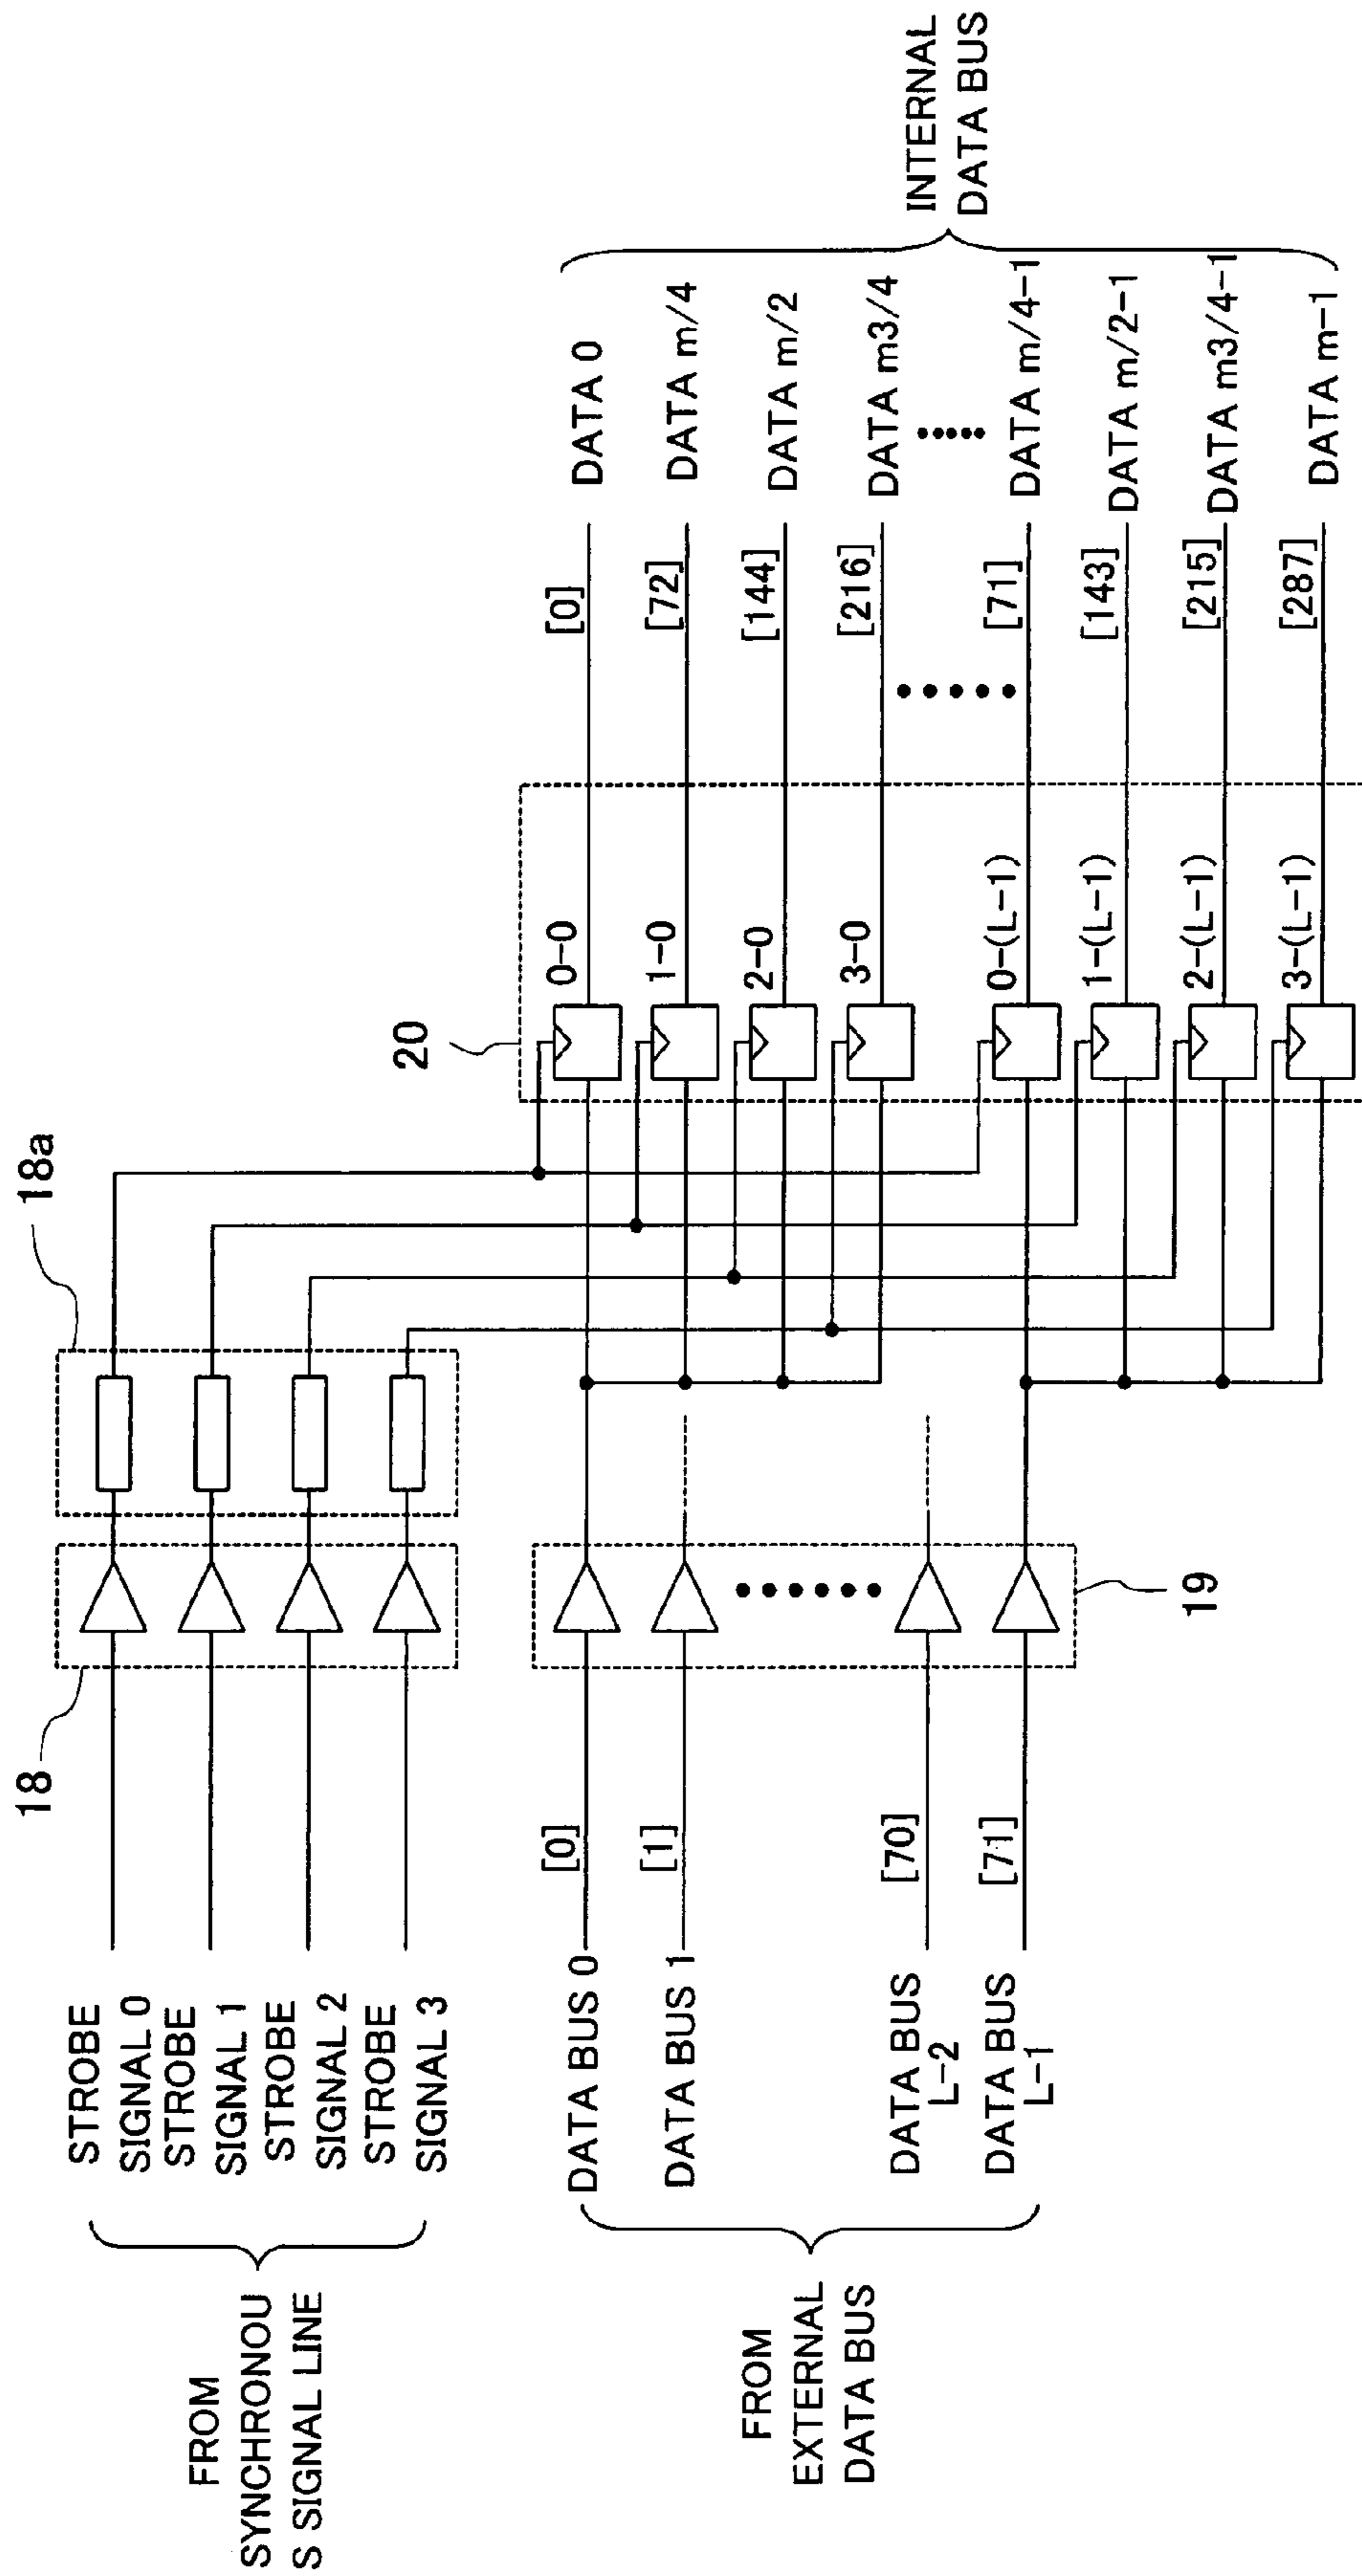 FROM
SYNCHRONOU
S SIGNAL LINE
STROBE
SIGNAL 0
STROBE
SIGNAL 1
STROBE
SIGNAL 2
STROBE
SIGNAL 3
18
18a
FROM
EXTERNAL
DATA BUS
DATA BUS 0
[0]
DATA BUS 1
[1]
DATA BUS
L-2
[70]
DATA BUS
L-1
[71]
19
20
0-0
[0]
DATA 0
1-0
[72]
DATA m/4
2-0
[144]
DATA m/2
3-0
[216]
DATA m3/4
0-(L-1)
[71]
DATA m/4-1
1-(L-1)
[143]
DATA m/2-1
2-(L-1)
[215]
DATA m3/4-1
3-(L-1)
[287]
DATA m-1
INTERNAL
DATA BUS